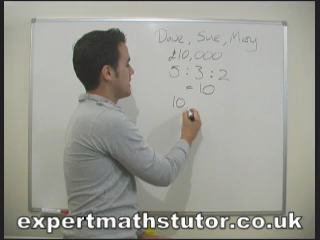 Dave, Sue, Mary
£10,000
5 : 3 : 2
= 10
10
expertmathstutor.co.uk